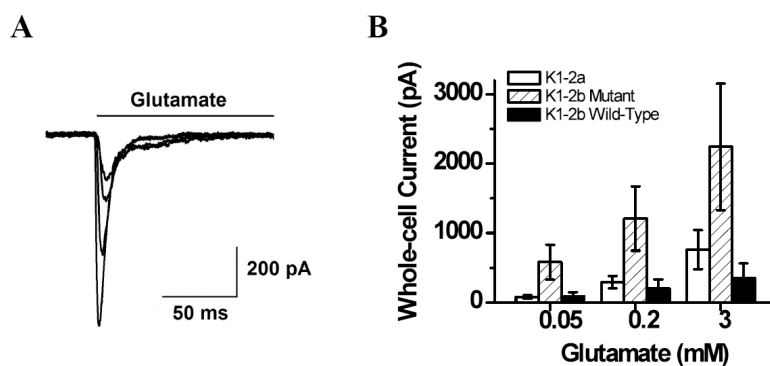 A
B
Glutamate
200 pA
50 ms
Whole-cell Current (pA)
3000
2000
1000
0
K1-2a
K1-2b Mutant
K1-2b Wild-Type
0.05 0.2 3
Glutamate (mM)